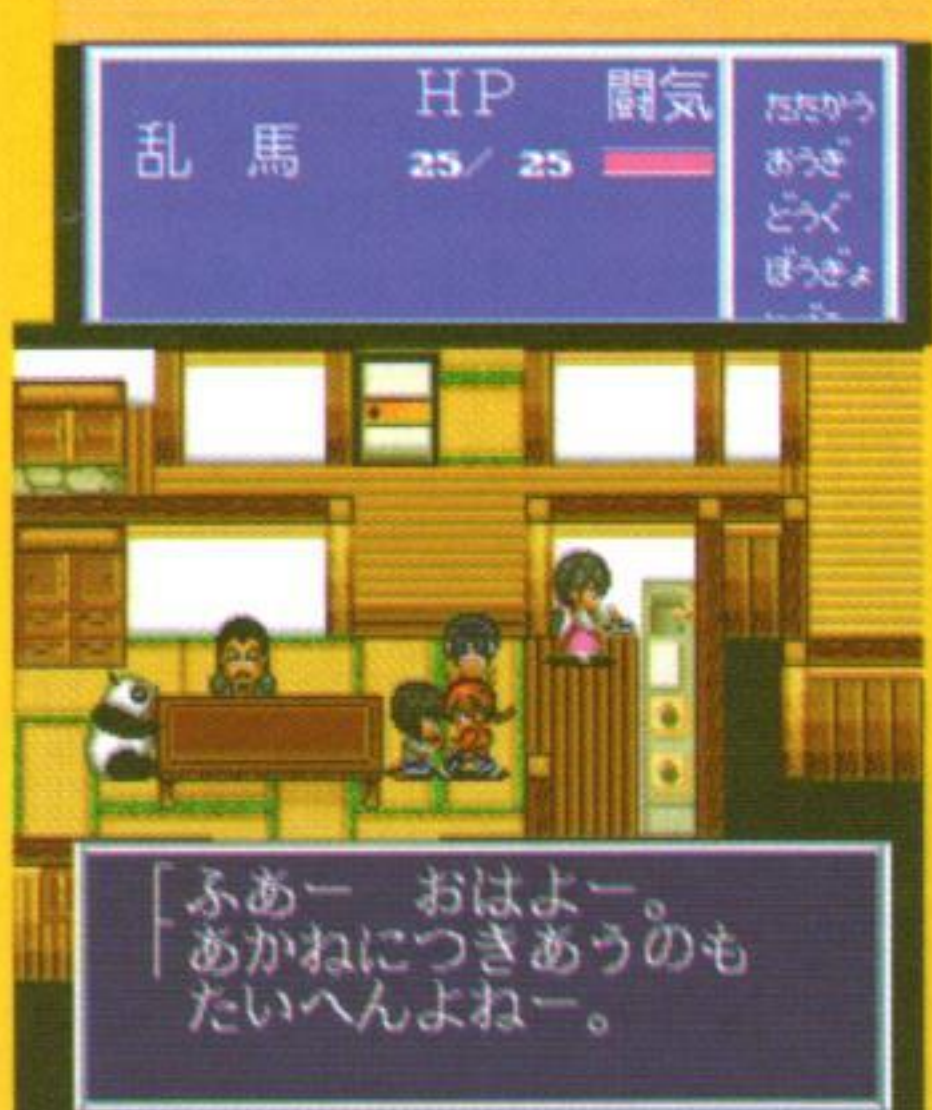 HP 闘気
乱 馬 25/ 25
たたかう
おうぎ
どうぐ
ぼうぎょ
「ふあー　おはよー。
「あかねにつきあうのも
たいへんよねー。